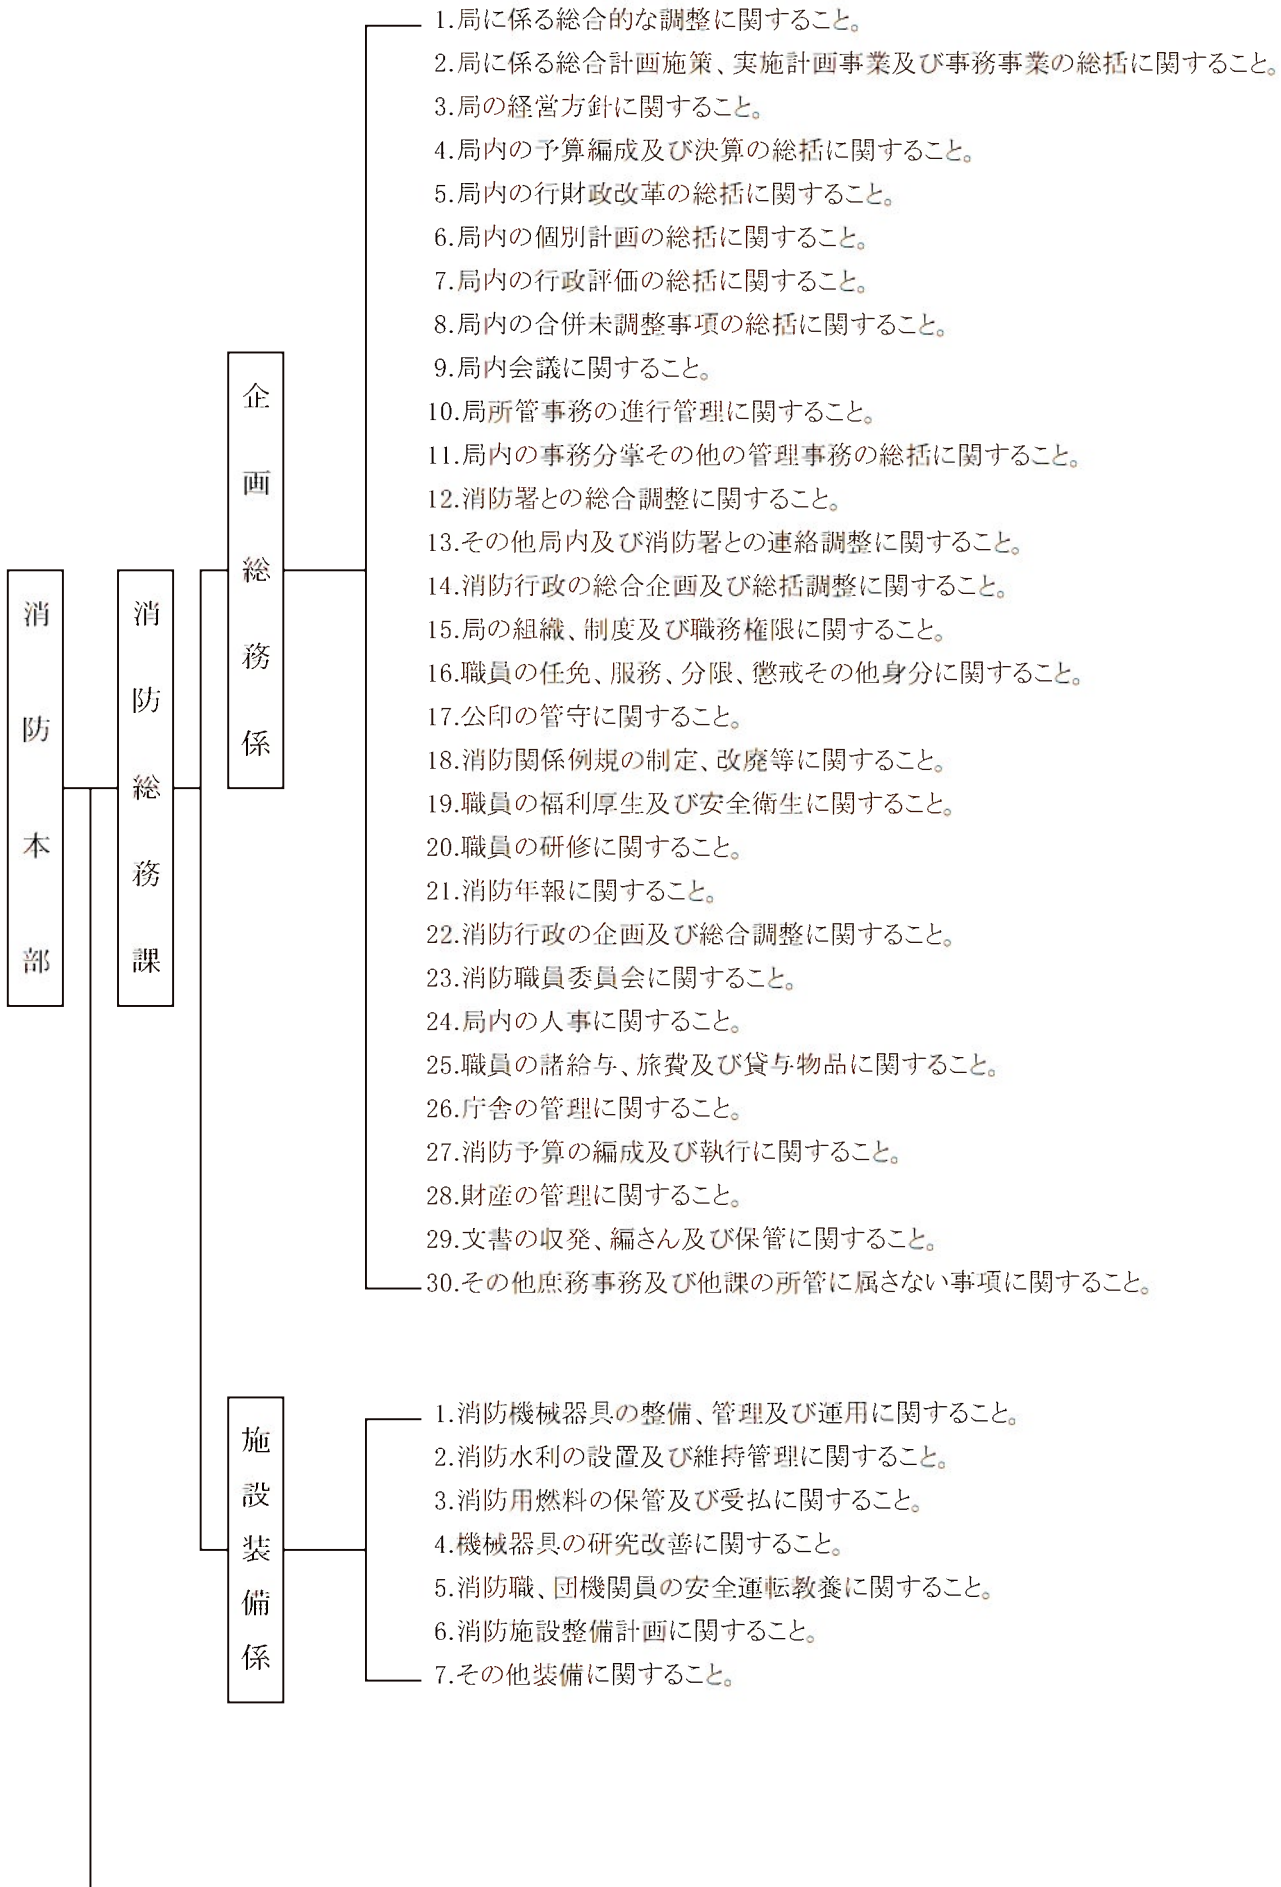 消防本部
消防総務課
企画総務係
1.局に係る総合的な調整に関すること。
2.局に係る総合計画施策、実施計画事業及び事務事業の総括に関すること。
3.局の経営方針に関すること。
4.局内の予算編成及び決算の総括に関すること。
5.局内の行財政改革の総括に関すること。
6.局内の個別計画の総括に関すること。
7.局内の行政評価の総括に関すること。
8.局内の合併未調整事項の総括に関すること。
9.局内会議に関すること。
10.局所管事務の進行管理に関すること。
11.局内の事務分掌その他の管理事務の総括に関すること。
12.消防署との総合調整に関すること。
13.その他局内及び消防署との連絡調整に関すること。
14.消防行政の総合企画及び総括調整に関すること。
15.局の組織、制度及び職務権限に関すること。
16.職員の任免、服務、分限、懲戒その他身分に関すること。
17.公印の管守に関すること。
18.消防関係例規の制定、改廃等に関すること。
19.職員の福利厚生及び安全衛生に関すること。
20.職員の研修に関すること。
21.消防年報に関すること。
22.消防行政の企画及び総合調整に関すること。
23.消防職員委員会に関すること。
24.局内の人事に関すること。
25.職員の諸給与、旅費及び貸与物品に関すること。
26.庁舎の管理に関すること。
27.消防予算の編成及び執行に関すること。
28.財産の管理に関すること。
29.文書の収発、編さん及び保管に関すること。
30.その他庶務事務及び他課の所管に属さない事項に関すること。
施設装備係
1.消防機械器具の整備、管理及び運用に関すること。
2.消防水利の設置及び維持管理に関すること。
3.消防用燃料の保管及び受払に関すること。
4.機械器具の研究改善に関すること。
5.消防職、団機関員の安全運転教養に関すること。
6.消防施設整備計画に関すること。
7.その他装備に関すること。